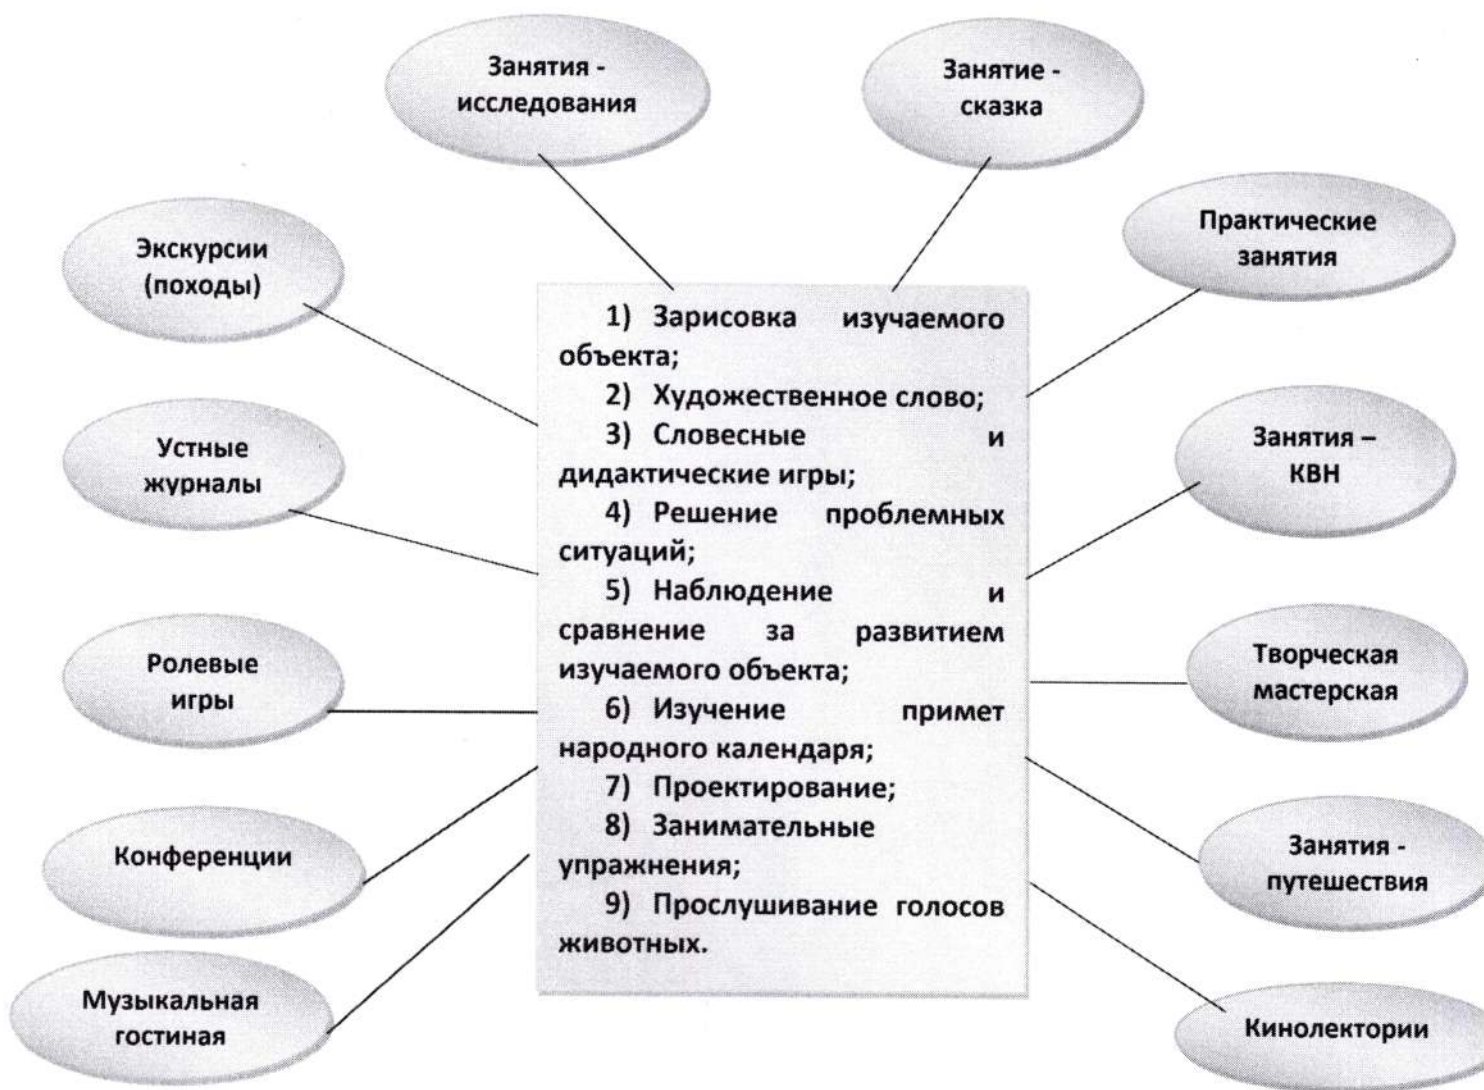 Занятия -
исследования
Занятие -
сказка
Экскурсии
(походы)
Практические
занятия
Устные
журналы
Занятия –
КВН
Ролевые
игры
Творческая
мастерская
Конференции
Занятия -
путешествия
Музыкальная
гостиная
Кинолектории
1) Зарисовка изучаемого
объекта;
2) Художественное слово;
3) Словесные и
дидактические игры;
4) Решение проблемных
ситуаций;
5) Наблюдение и
сравнение за развитием
изучаемого объекта;
6) Изучение примет
народного календаря;
7) Проектирование;
8) Занимательные
упражнения;
9) Прослушивание голосов
животных.